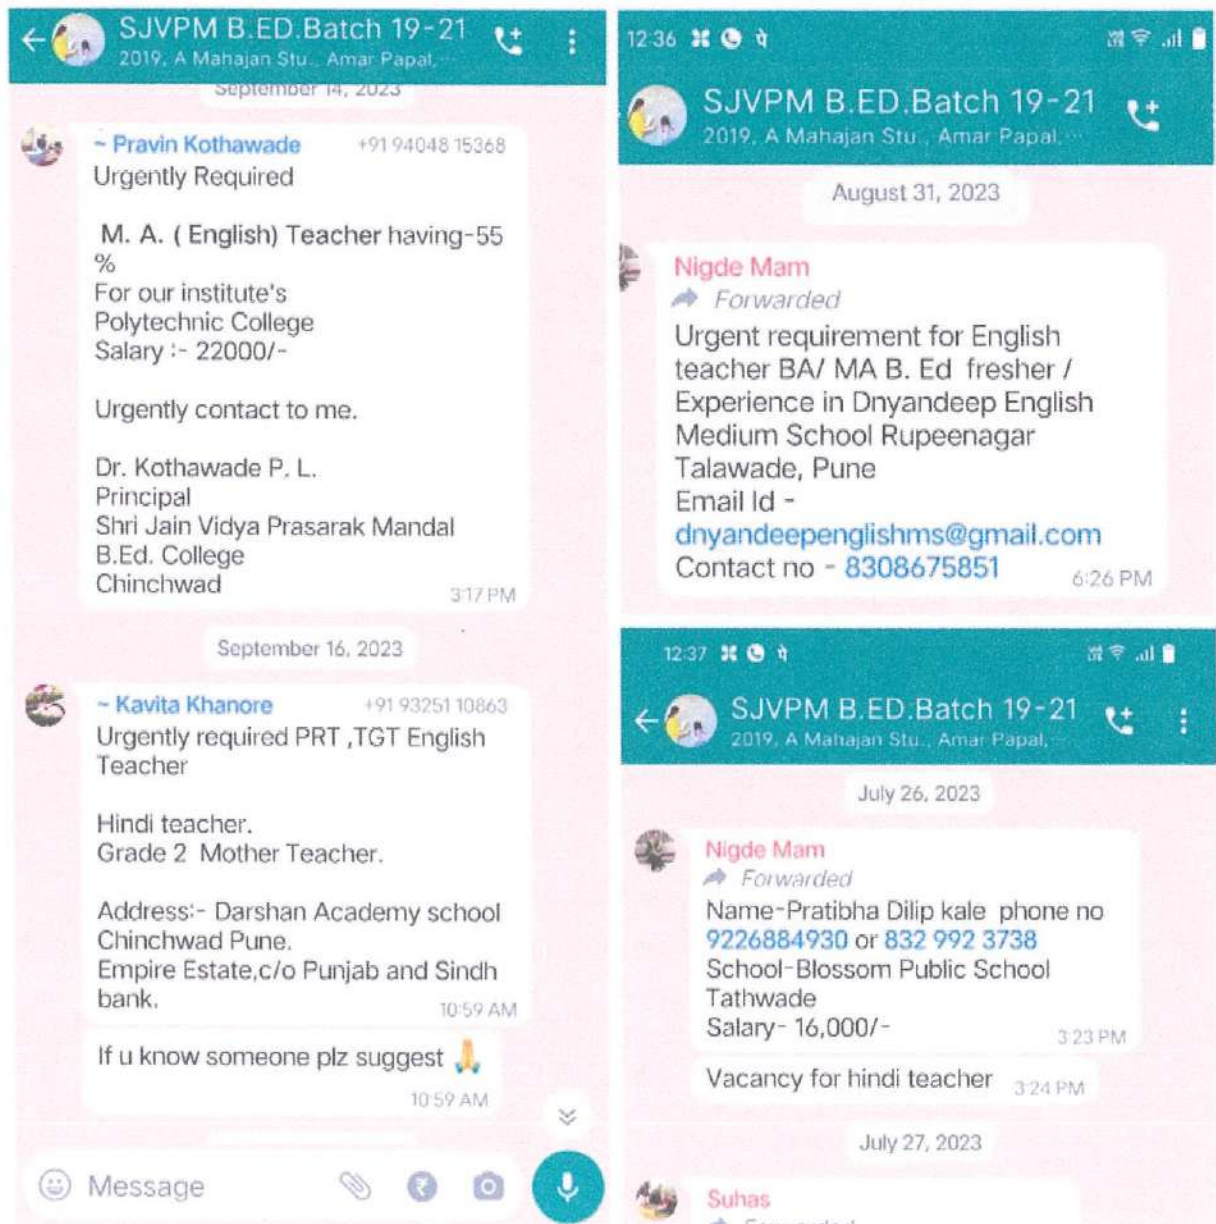 SJVPM B.ED.Batch 19-21
2019, A Mahajan Stu., Amar Papal, ...
September 14, 2023
~ Pravin Kothawade +91 94048 15368
Urgently Required
M. A. ( English) Teacher having-55
%
For our institute's
Polytechnic College
Salary :- 22000/-
Urgently contact to me.
Dr. Kothawade P. L.
Principal
Shri Jain Vidya Prasarak Mandal
B.Ed. College
Chinchwad
3:17 PM
September 16, 2023
~ Kavita Khanore +91 93251 10863
Urgently required PRT ,TGT English
Teacher
Hindi teacher.
Grade 2 Mother Teacher.
Address:- Darshan Academy school
Chinchwad Pune.
Empire Estate,c/o Punjab and Sindh
bank.
10:59 AM
If u know someone plz suggest 🙏
10:59 AM
Message
12:36
SJVPM B.ED.Batch 19-21
2019, A Mahajan Stu., Amar Papal, ...
August 31, 2023
Nigde Mam
Forwarded
Urgent requirement for English
teacher BA/ MA B. Ed fresher /
Experience in Dnyandeep English
Medium School Rupeenagar
Talawade, Pune
Email Id -
dnyandeepenglishms@gmail.com
Contact no - 8308675851
6:26 PM
12:37
SJVPM B.ED.Batch 19-21
2019, A Mahajan Stu., Amar Papal, ...
July 26, 2023
Nigde Mam
Forwarded
Name-Pratibha Dilip kale phone no
9226884930 or 832 992 3738
School-Blossom Public School
Tathwade
Salary- 16,000/-
3:23 PM
Vacancy for hindi teacher 3:24 PM
July 27, 2023
Suhas
Forwarded